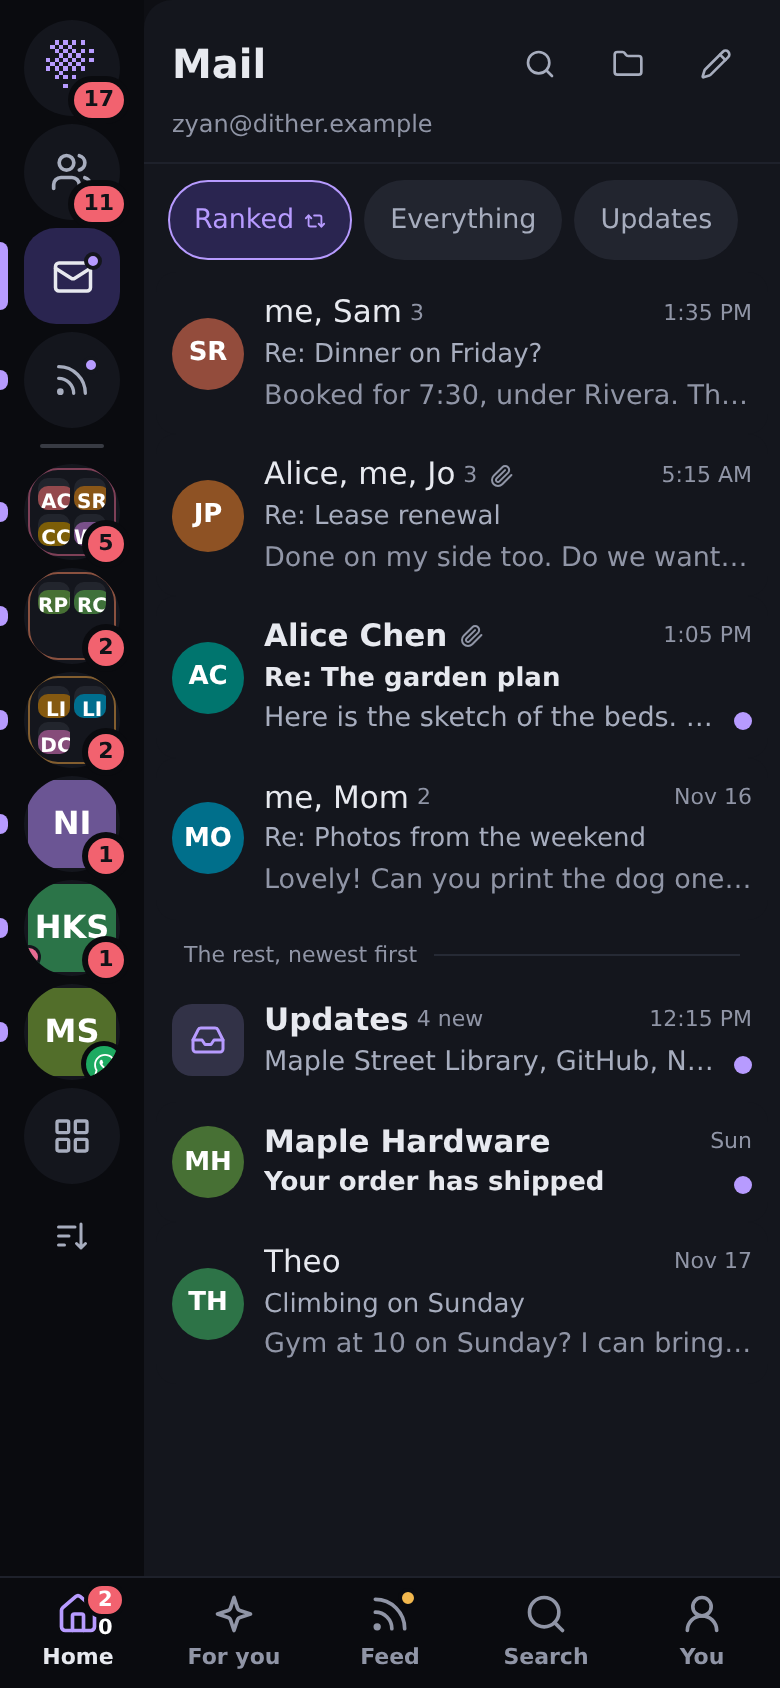 17
11
AC SR
CC
5
RP RC
2
LI LI
DC
2
NI
1
HKS
1
MS
Mail
zyan@dither.example
Ranked
Everything
Updates
SR
me, Sam 3
1:35 PM
Re: Dinner on Friday?
Booked for 7:30, under Rivera. Th…
JP
Alice, me, Jo 3
5:15 AM
Re: Lease renewal
Done on my side too. Do we want…
AC
Alice Chen
1:05 PM
Re: The garden plan
Here is the sketch of the beds. …
MO
me, Mom 2
Nov 16
Re: Photos from the weekend
Lovely! Can you print the dog one…
The rest, newest first
Updates 4 new
12:15 PM
Maple Street Library, GitHub, N…
MH
Maple Hardware
Sun
Your order has shipped
TH
Theo
Nov 17
Climbing on Sunday
Gym at 10 on Sunday? I can bring…
2
0
Home
For you
Feed
Search
You